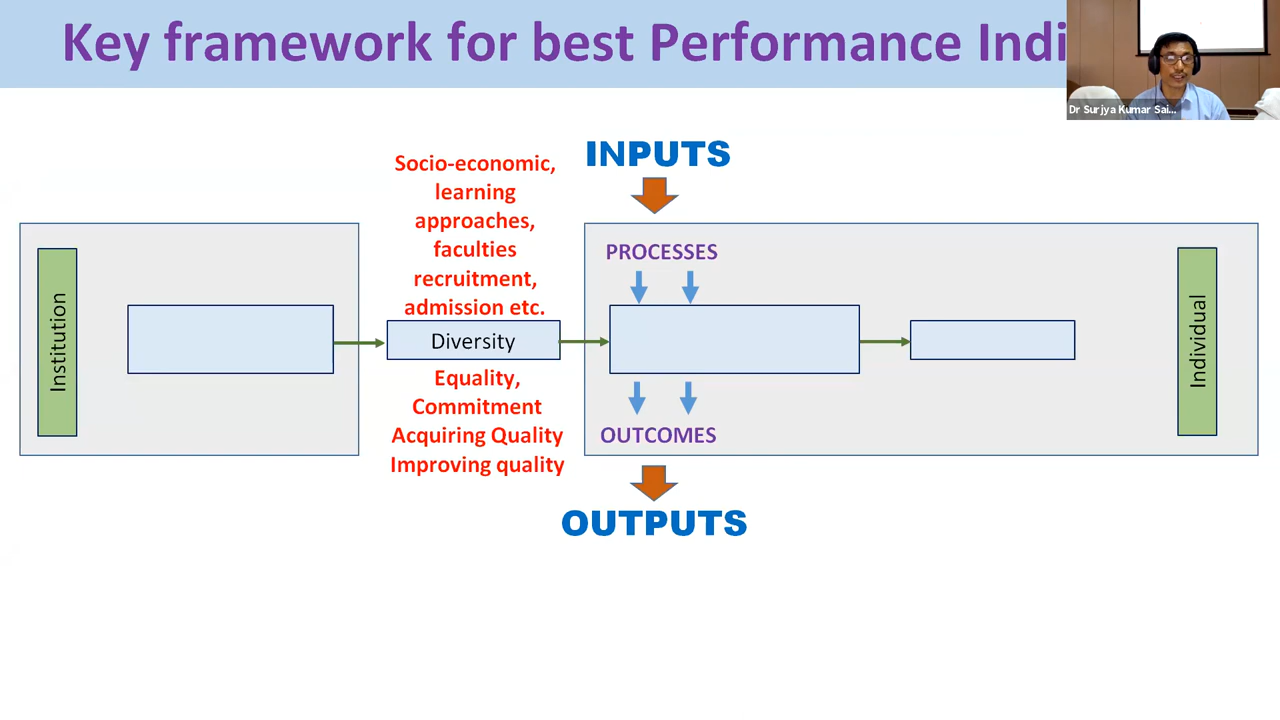 Key framework for best Performance Indi
Dr Surjya Kumar Sai...
INPUTS
Socio-economic,
learning
approaches,
faculties
recruitment,
admission etc.
PROCESSES
Institution
Diversity
Individual
Equality,
Commitment
Acquiring Quality
Improving quality
OUTCOMES
OUTPUTS